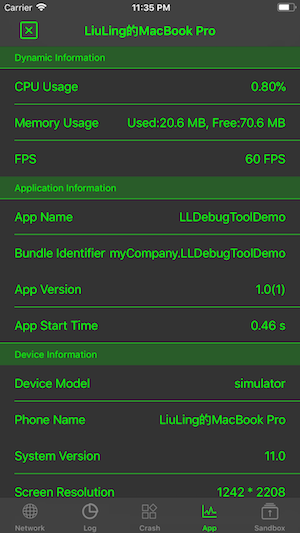 Carrier 11:35 PM
LiuLing的MacBook Pro
Dynamic Information
CPU Usage 0.80%
Memory Usage Used:20.6 MB, Free:70.6 MB
FPS 60 FPS
Application Information
App Name LLDebugToolDemo
Bundle Identifier myCompany.LLDebugToolDemo
App Version 1.0(1)
App Start Time 0.46 s
Device Information
Device Model simulator
Phone Name LiuLing的MacBook Pro
System Version 11.0
Screen Resolution 1242 * 2208
Network Log Crash App Sandbox